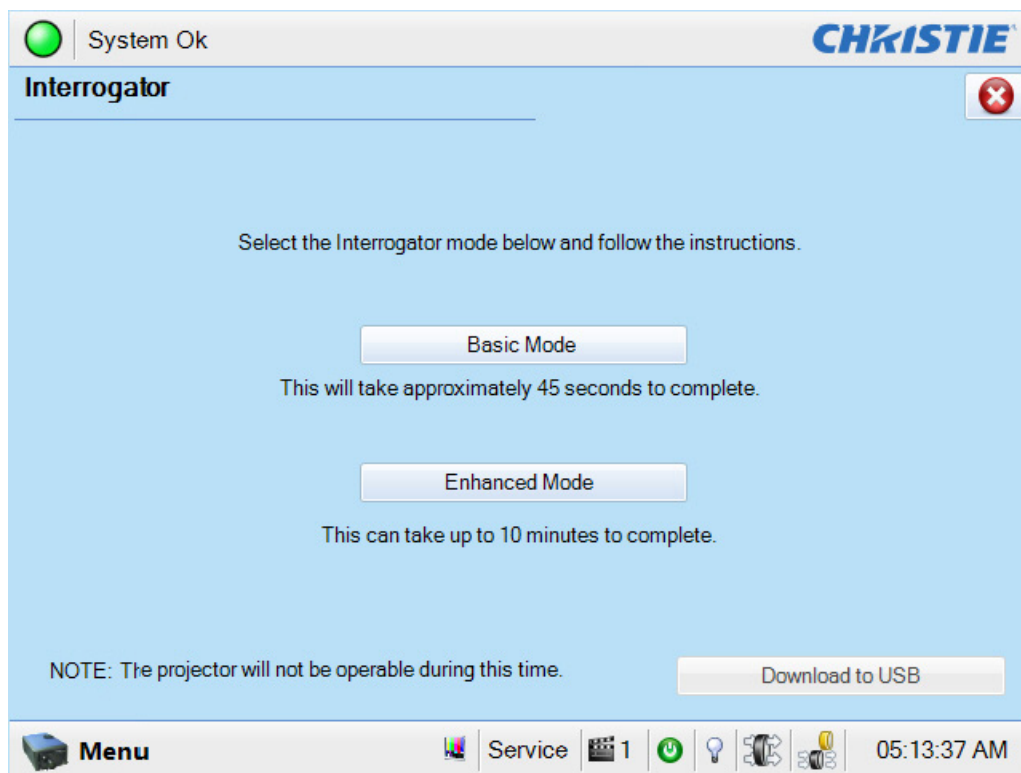 System Ok
CHRISTIE
Interrogator
Select the Interrogator mode below and follow the instructions.
Basic Mode
This will take approximately 45 seconds to complete.
Enhanced Mode
This can take up to 10 minutes to complete.
NOTE: The projector will not be operable during this time.
Download to USB
Menu
Service
1
05:13:37 AM